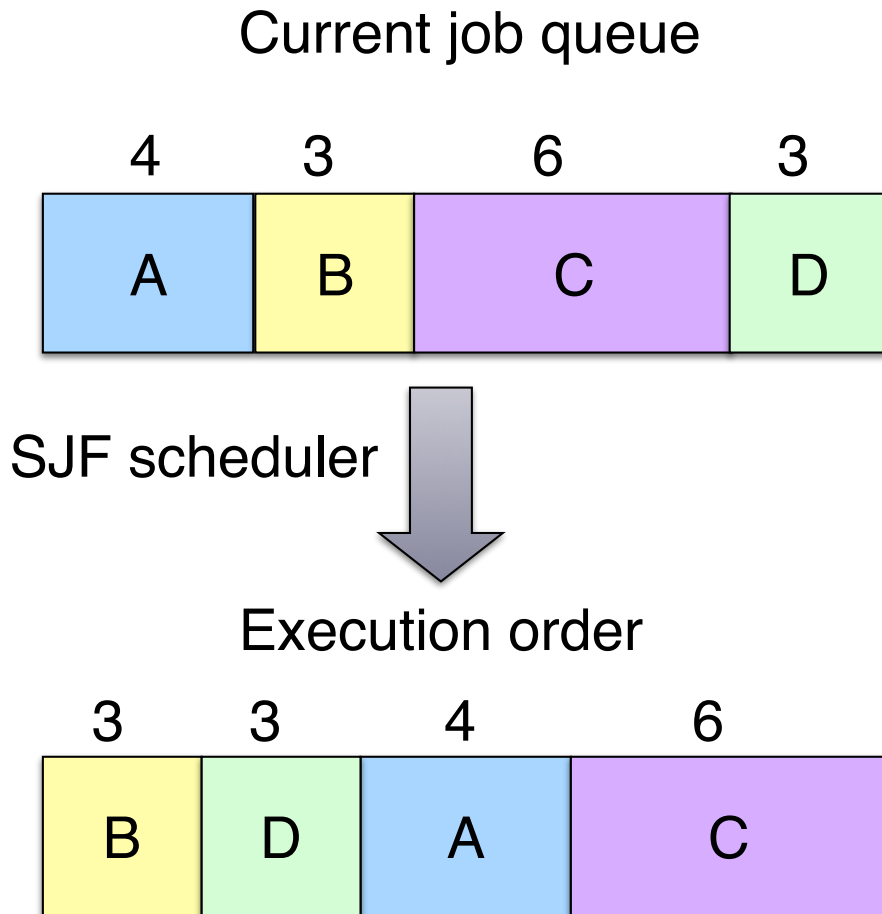 Current job queue
4 3 6 3
A B C D
SJF scheduler
Execution order
3 3 4 6
B D A C